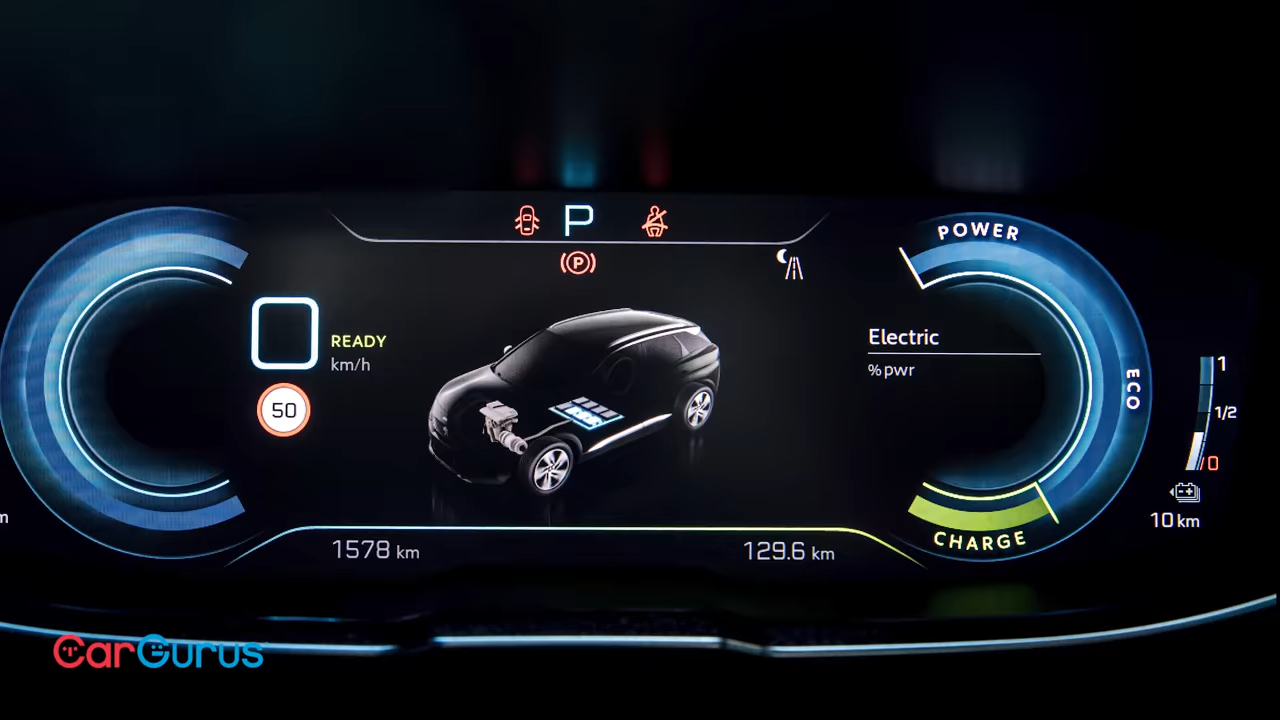 P
P
READY
km/h
50
Electric
% pwr
POWER
ECO
CHARGE
1
1/2
0
10 km
1578 km
129.6 km
m
CarGurus